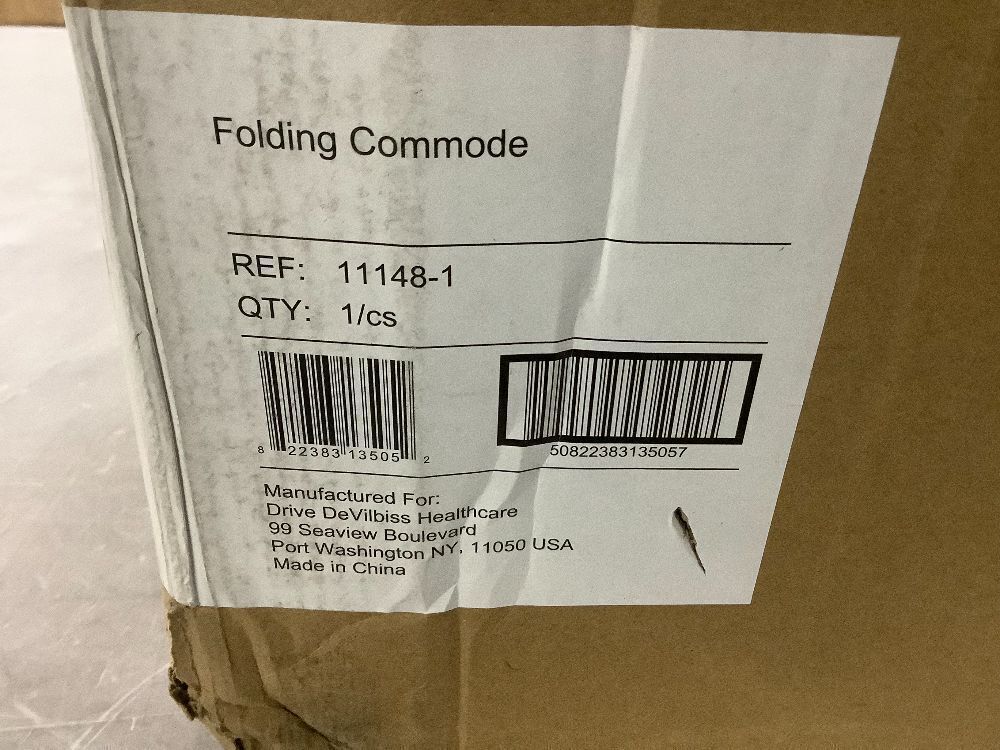 Folding Commode
REF: 11148-1
QTY: 1/cs
8 22383 13505 2
50822383135057
Manufactured For:
Drive DeVilbiss Healthcare
99 Seaview Boulevard
Port Washington NY, 11050 USA
Made in China